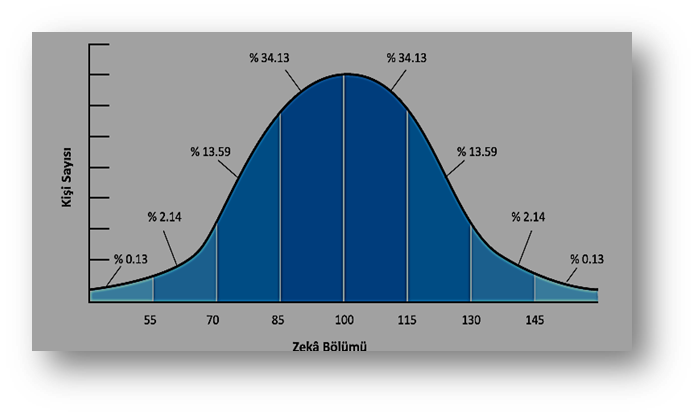 % 34.13 % 34.13
% 13.59 % 13.59
% 2.14 % 2.14
% 0.13 % 0.13
Kişi Sayısı
55 70 85 100 115 130 145
Zekâ Bölümü